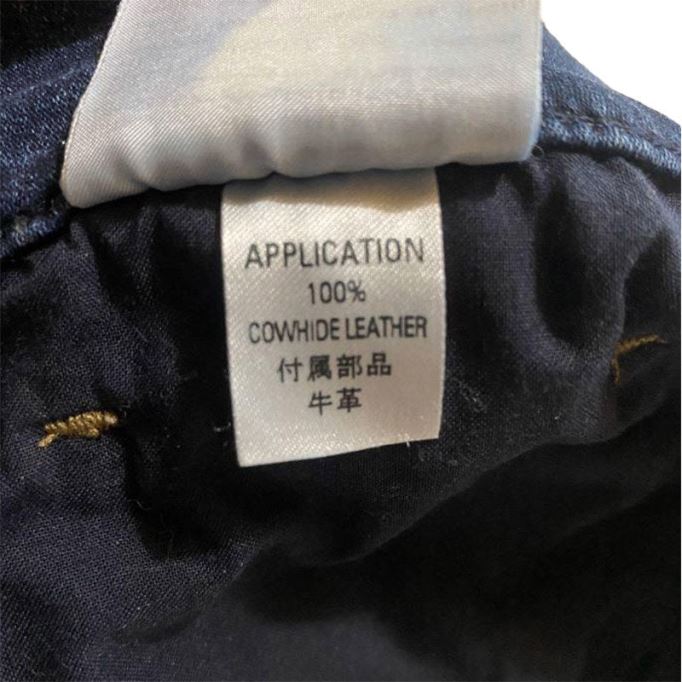 APPLICATION
100%
COWHIDE LEATHER
付属部品
牛革